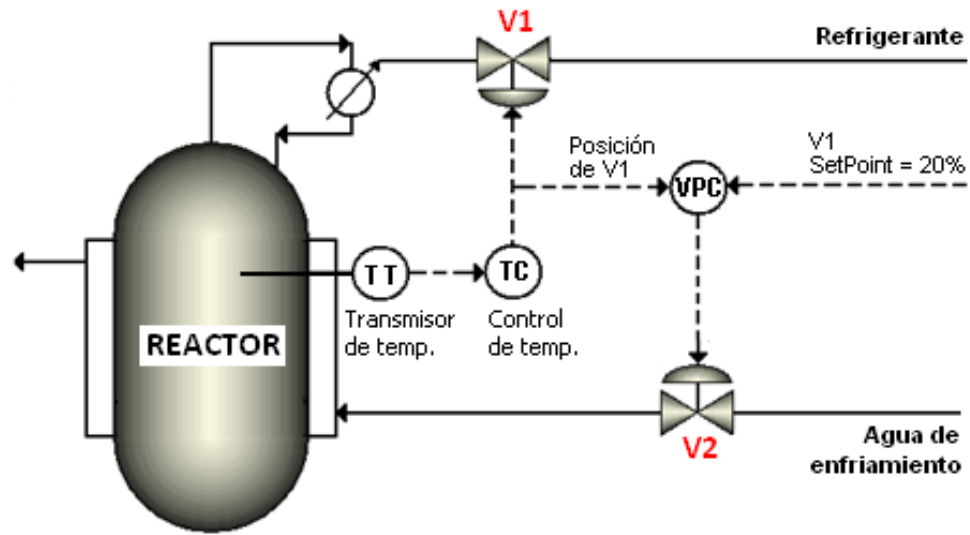 V1
Refrigerante
Posición
de V1
V1
SetPoint = 20%
VPC
TT
TC
Transmisor
de temp.
Control
de temp.
REACTOR
V2
Agua de
enfriamiento